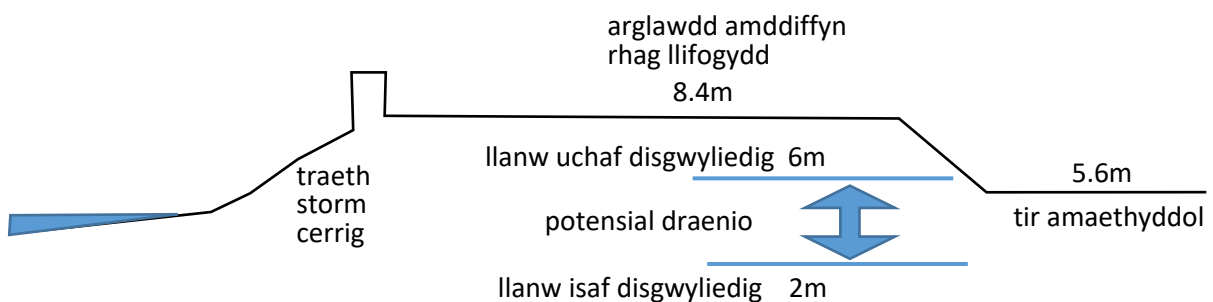 arglawdd amddiffyn
rhag llifogydd
8.4m
llanw uchaf disgwyliedig 6m
5.6m
traeth
storm
cerrig
potensial draenio
tir amaethyddol
llanw isaf disgwyliedig 2m